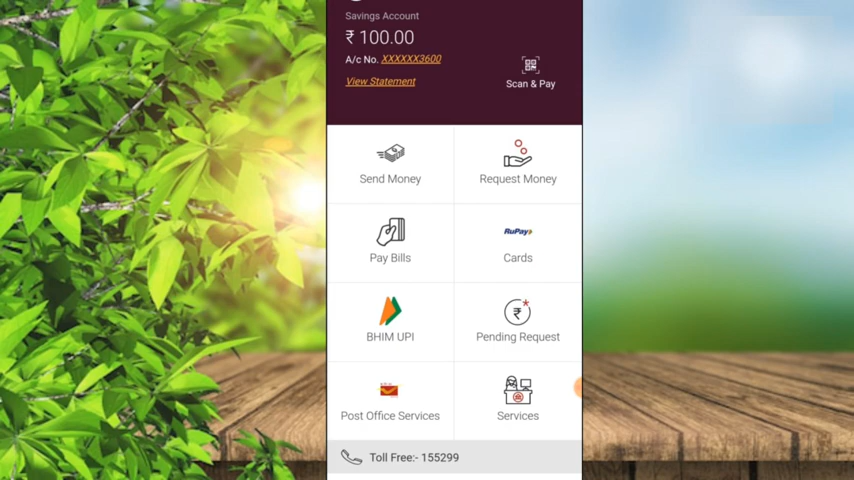 Savings Account
₹ 100.00
A/c No. XXXXXX3600
View Statement
Scan & Pay
Send Money
Request Money
Pay Bills
RuPay
Cards
BHIM UPI
Pending Request
Post Office Services
Services
Toll Free:- 155299